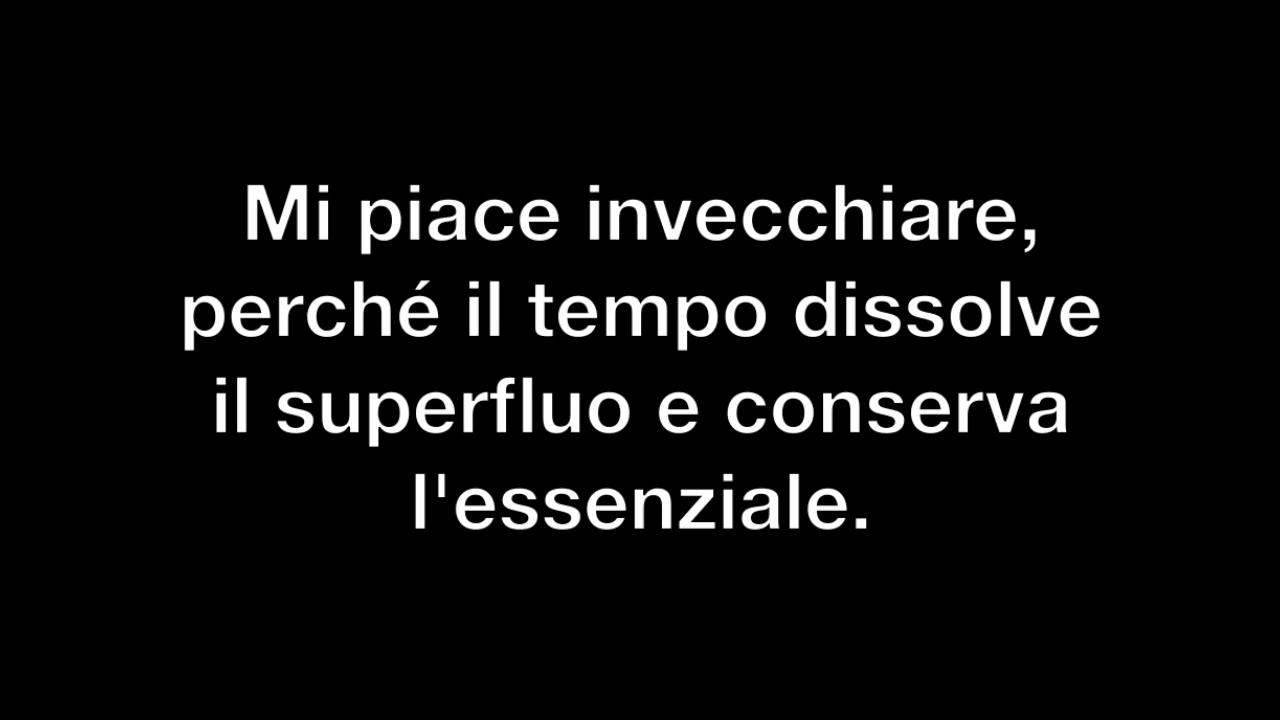 Mi piace invecchiare,
perché il tempo dissolve
il superfluo e conserva
l'essenziale.